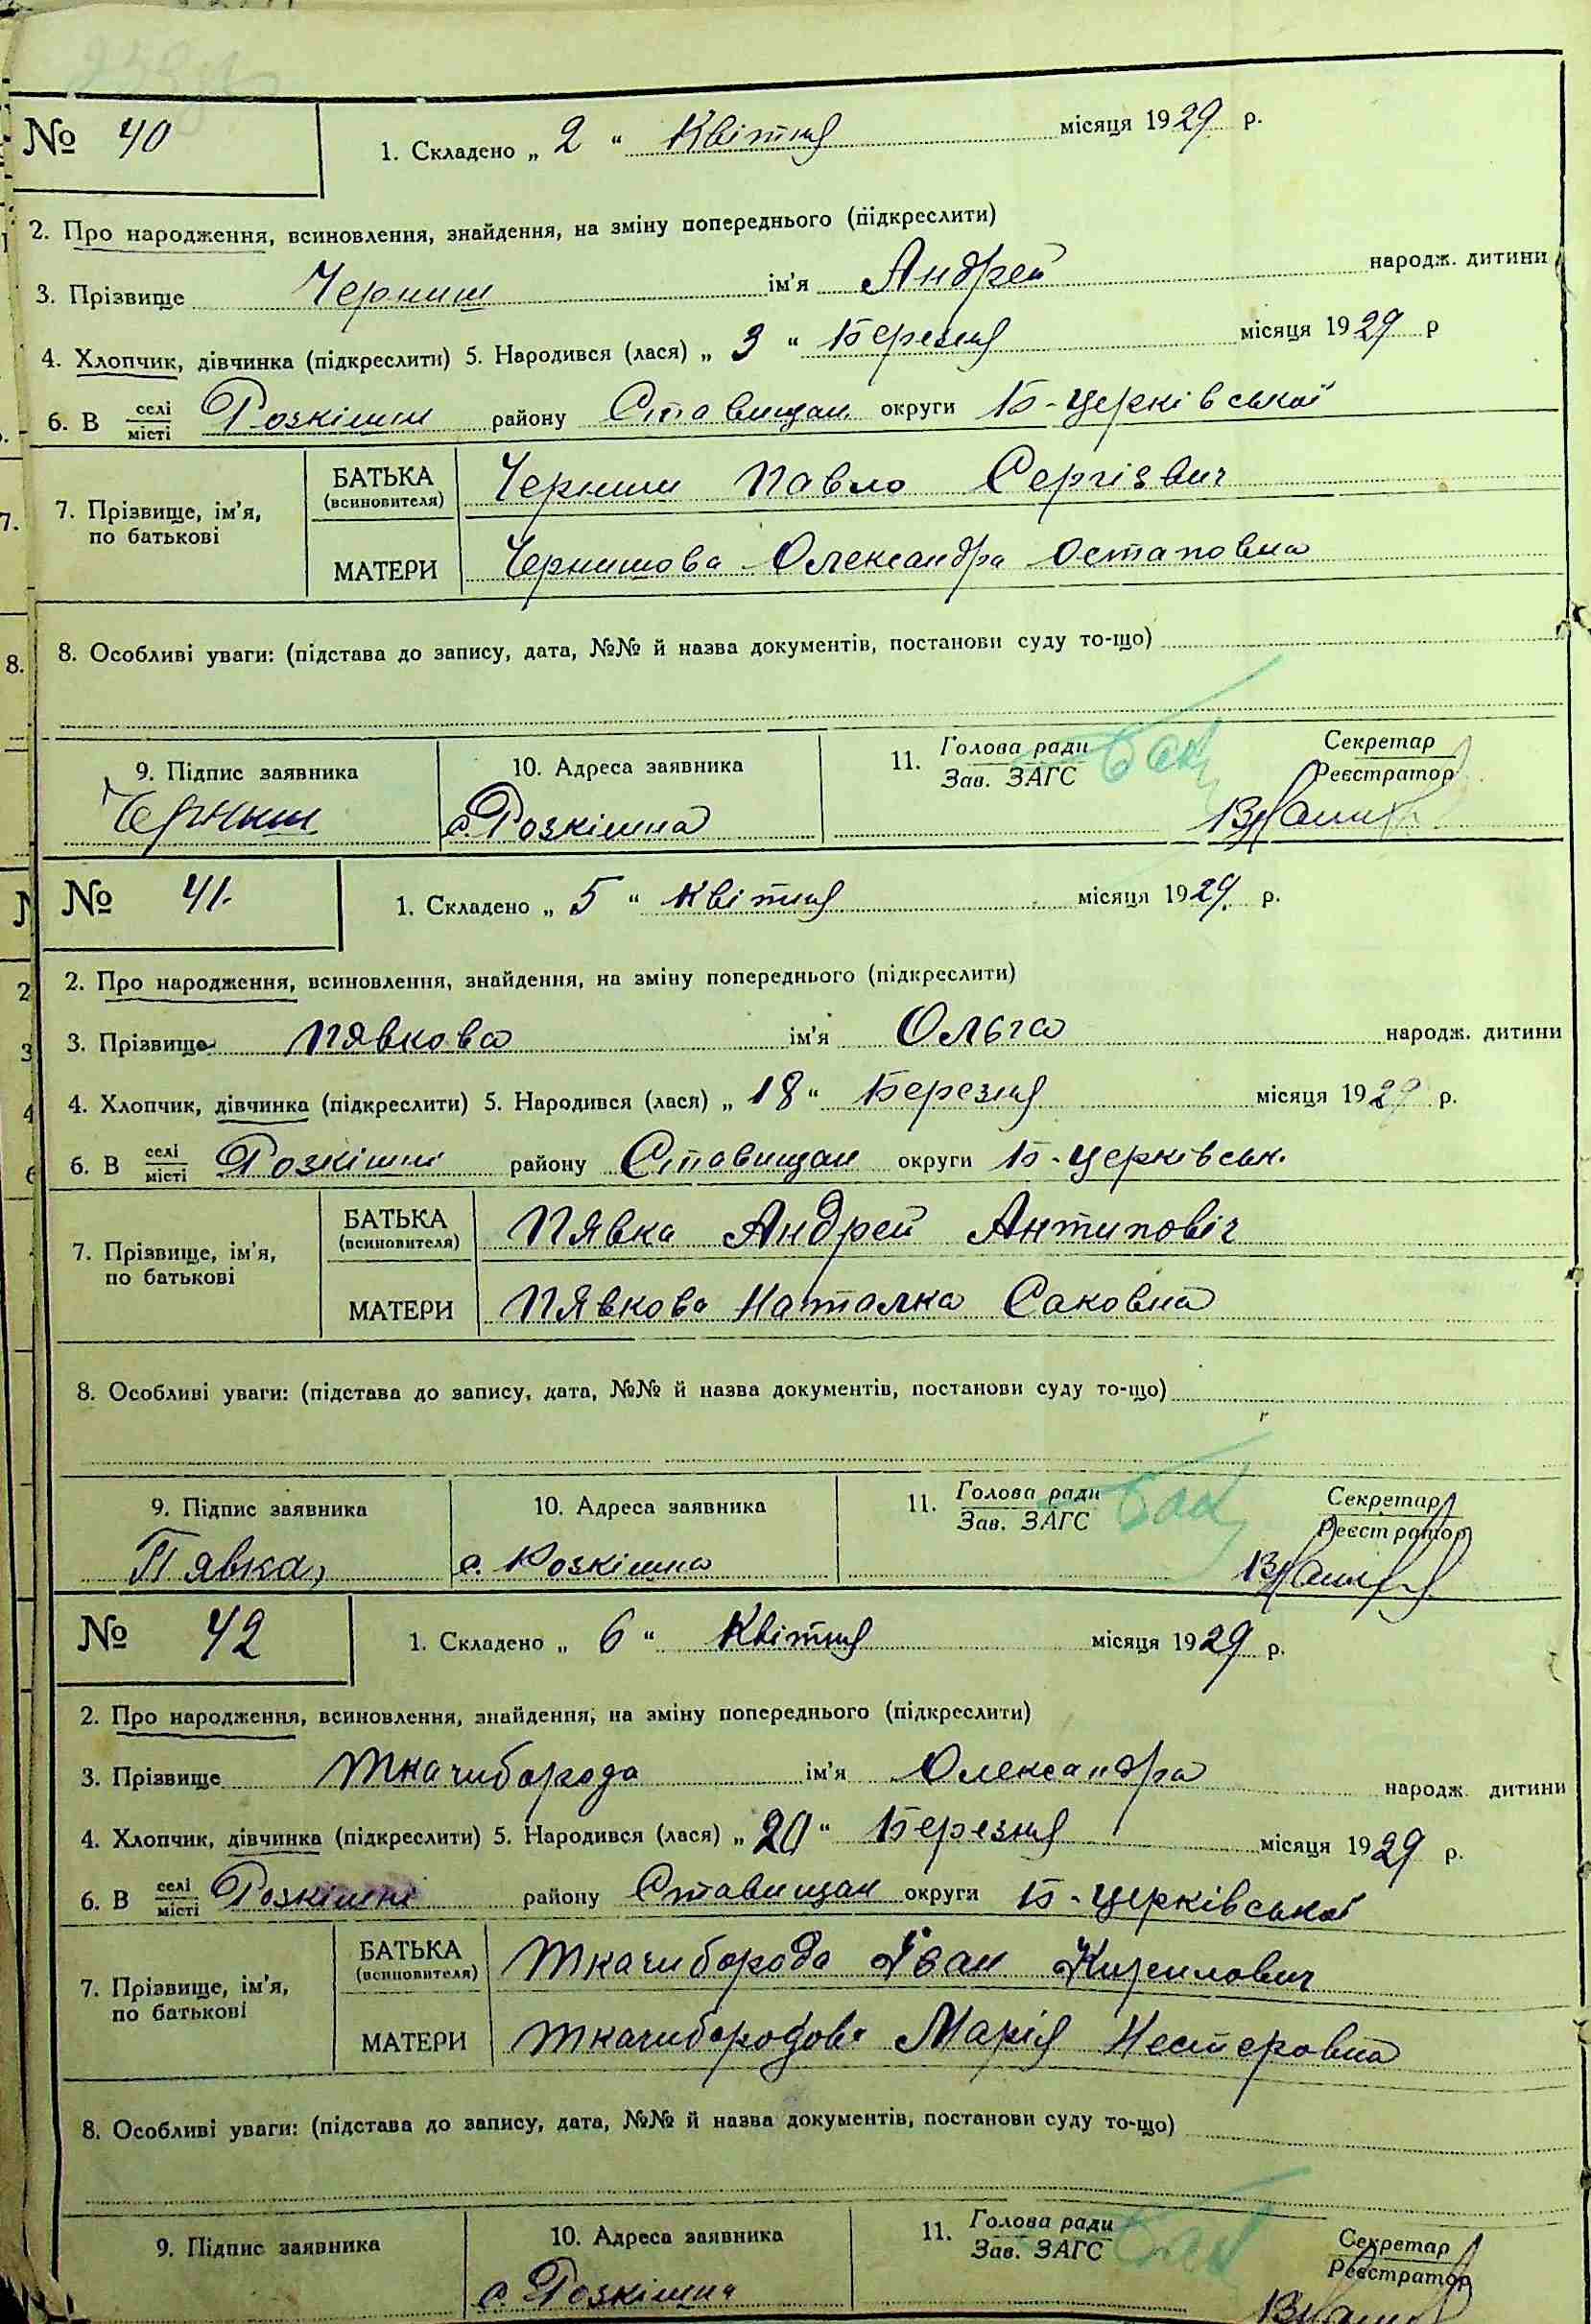 № 40
1. Складено „ 2 “ Квітня місяця 1929 р.
2. Про народження, всиновлення, знайдення, на зміну попереднього (підкреслити)
3. Прізвище Черниш ім'я Андрей народж. дитини
4. Хлопчик, дівчинка (підкреслити) 5. Народився (лася) „ 3 “ Березня місяця 1929 р
6. В селі місті Розкішни району Ставищан округи Б-Церківської
7. Прізвище, ім'я, по батькові
БАТЬКА (всиновителя) Черниш Павло Сергієвич
МАТЕРИ Чернишова Олександра Остаповна
8. Особливі уваги: (підстава до запису, дата, №№ й назва документів, постанови суду то-що)
9. Підпис заявника
10. Адреса заявника
11. Голова ради Зав. ЗАГС
Секретар Реєстратор
Черныш
с. Розкішна
№ 41.
1. Складено „ 5 “ Квітня місяця 1929. р.
2. Про народження, всиновлення, знайдення, на зміну попереднього (підкреслити)
3. Прізвище Пявкова ім'я Ольга народж. дитини
4. Хлопчик, дівчинка (підкреслити) 5. Народився (лася) „ 18 “ Березня місяця 1929 р.
6. В селі місті Розкішні району Ставищан округи Б-Церківськ.
7. Прізвище, ім'я, по батькові
БАТЬКА (всиновителя) Пявка Андрей Антиповіч
МАТЕРИ Пявкова Наталка Саковна
8. Особливі уваги: (підстава до запису, дата, №№ й назва документів, постанови суду то-що)
9. Підпис заявника
10. Адреса заявника
11. Голова ради Зав. ЗАГС
Секретар Реєстратор
Пявка,
с. Розкішна
№ 42
1. Складено „ 6 “ Квітня місяця 1929 р.
2. Про народження, всиновлення, знайдення, на зміну попереднього (підкреслити)
3. Прізвище Ткачиборода ім'я Олександра народж. дитини
4. Хлопчик, дівчинка (підкреслити) 5. Народився (лася) „ 20 “ Березня місяця 1929 р.
6. В селі місті Розкішні району Ставищан округи Б-Церківської
7. Прізвище, ім'я, по батькові
БАТЬКА (всиновителя) Ткачиборода Іван Кирилович
МАТЕРИ Ткачибородова Марія Нестеровна
8. Особливі уваги: (підстава до запису, дата, №№ й назва документів, постанови суду то-що)
9. Підпис заявника
10. Адреса заявника
11. Голова ради Зав. ЗАГС
Секретар Реєстратор
с. Розкішна